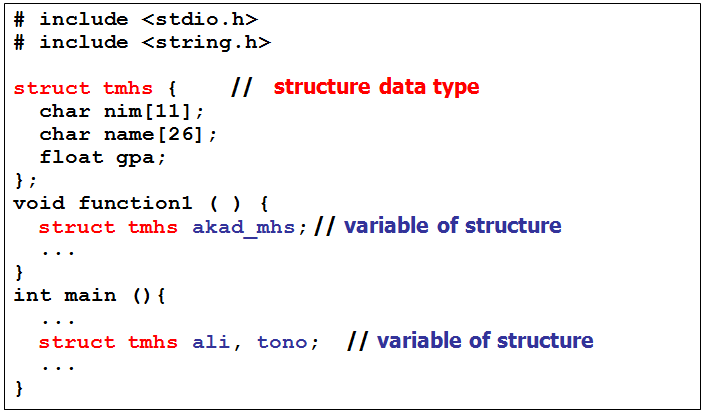 # include <stdio.h>
# include <string.h>
struct tmhs { // structure data type
char nim[11];
char name[26];
float gpa;
};
void function1 ( ) {
struct tmhs akad_mhs; // variable of structure
...
}
int main (){
...
struct tmhs ali, tono; // variable of structure
...
}